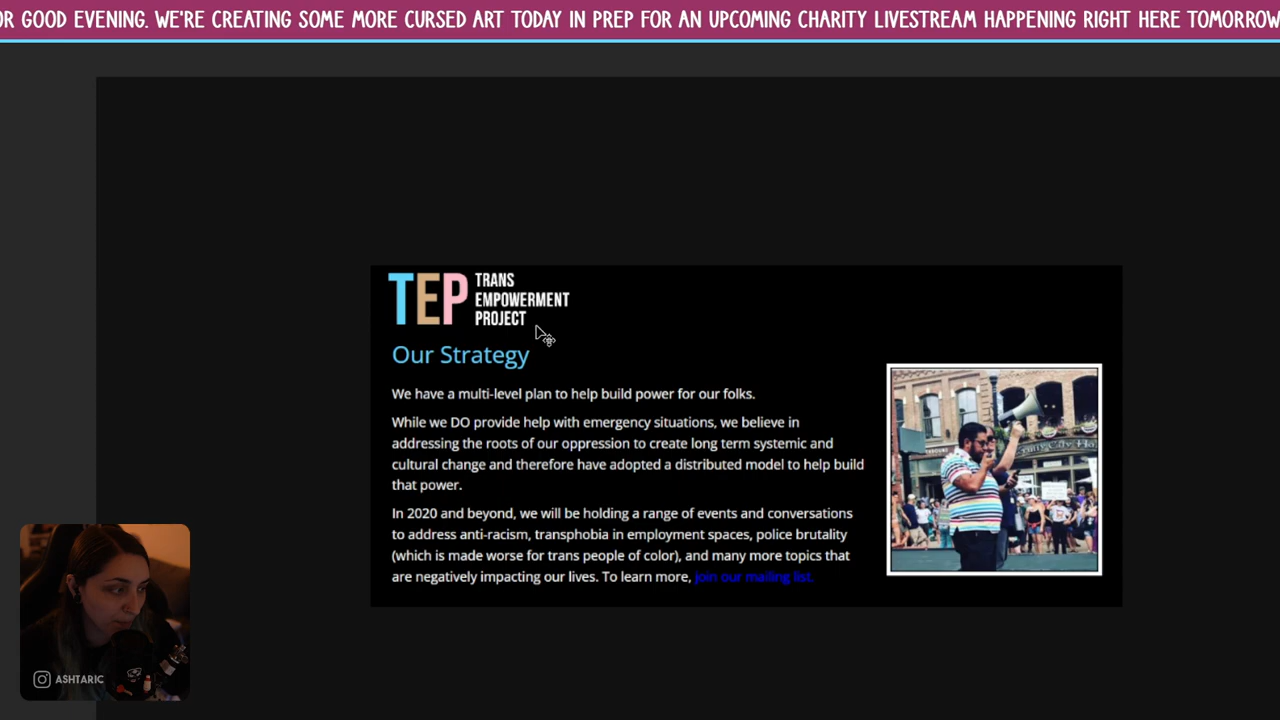 OR GOOD EVENING. WE'RE CREATING SOME MORE CURSED ART TODAY IN PREP FOR AN UPCOMING CHARITY LIVESTREAM HAPPENING RIGHT HERE TOMORROW
TEP TRANS
EMPOWERMENT
PROJECT
Our Strategy
We have a multi-level plan to help build power for our folks.
While we DO provide help with emergency situations, we believe in
addressing the roots of our oppression to create long term systemic and
cultural change and therefore have adopted a distributed model to help build
that power.
In 2020 and beyond, we will be holding a range of events and conversations
to address anti-racism, transphobia in employment spaces, police brutality
(which is made worse for trans people of color), and many more topics that
are negatively impacting our lives. To learn more, join our mailing list.
ASHTARIC